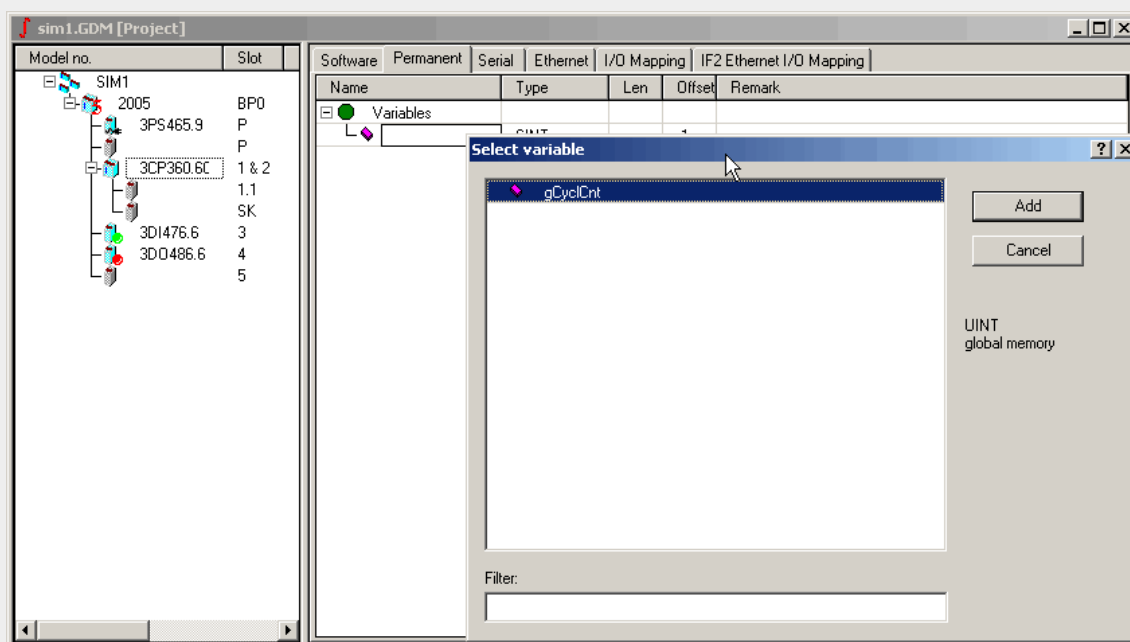 sim1.GDM [Project]
Model no. Slot
SIM1
2005 BP0
3PS465.9 P
P
3CP360.6C 1 & 2
1.1
SK
3DI476.6 3
3DO486.6 4
5
Software Permanent Serial Ethernet I/O Mapping IF2 Ethernet I/O Mapping
Name Type Len Offset Remark
Variables
Select variable
gCyclCnt
Add
Cancel
UINT
global memory
Filter: